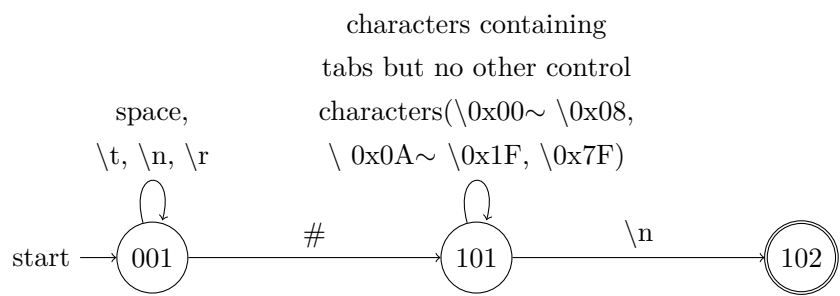 characters containing
tabs but no other control
characters(\0x00∼ \0x08,
\ 0x0A∼ \0x1F, \0x7F)
space,
\t, \n, \r
start
001
#
101
\n
102